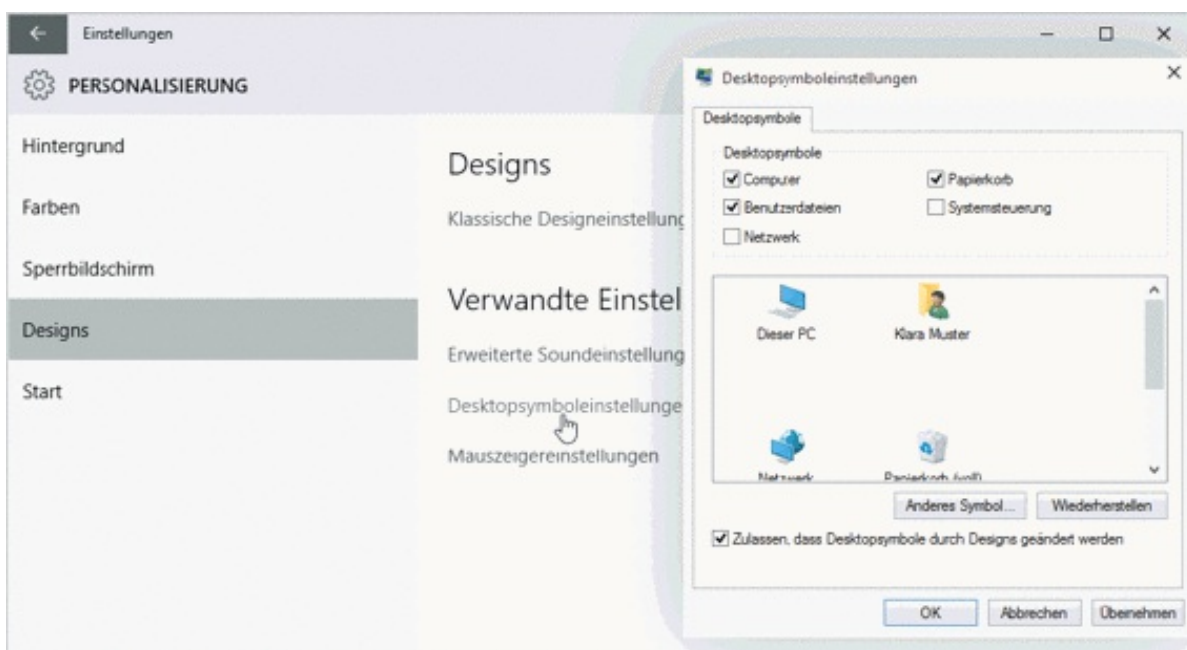 Einstellungen
PERSONALISIERUNG
Hintergrund
Farben
Sperrbildschirm
Designs
Start
Designs
Klassische Designeinstellung
Verwandte Einstel
Erweiterte Soundeinstellung
Desktopsymboleinstellunge
Mauszeigereinstellungen
Desktopsymboleinstellungen
Desktopsymbole
Desktopsymbole
Computer
Papierkorb
Benutzerdateien
Systemsteuerung
Netzwerk
Dieser PC
Klara Muster
Netzwerk
Papierkorb (voll)
Anderes Symbol...
Wiederherstellen
Zulassen, dass Desktopsymbole durch Designs geändert werden
OK
Abbrechen
Übernehmen